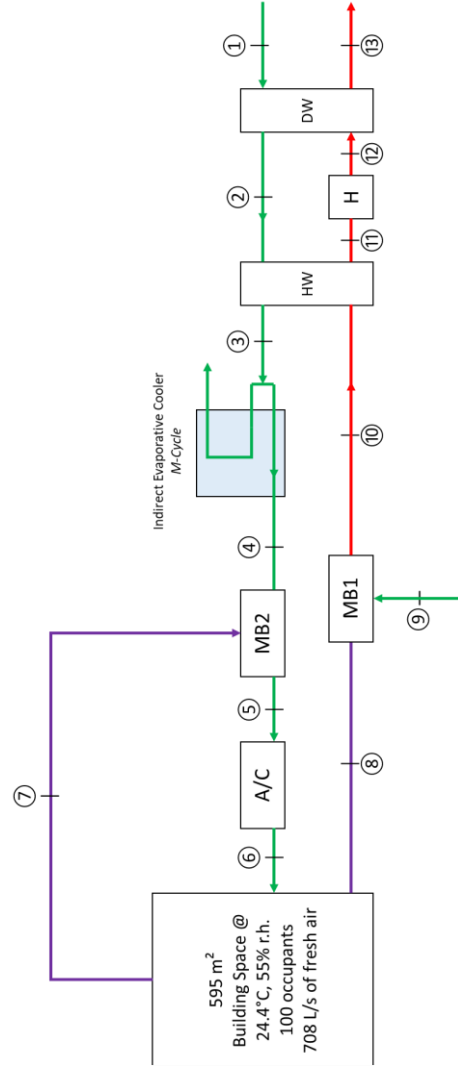 1
13
DW
12
2
H
11
HW
3
Indirect Evaporative Cooler
M-Cycle
10
4
MB2
MB1
9
5
7
A/C
8
6
595 m²
Building Space @
24.4°C, 55% r.h.
100 occupants
708 L/s of fresh air